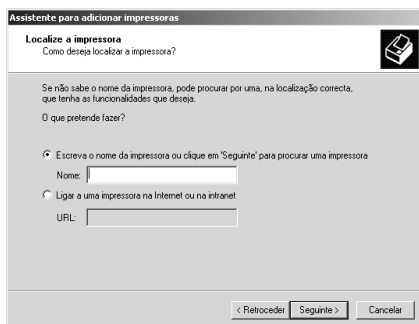 Assistente para adicionar impressoras
Localize a impressora
Como deseja localizar a impressora?
Se não sabe o nome da impressora, pode procurar por uma, na localização correcta,
que tenha as funcionalidades que deseja.
O que pretende fazer?
Escreva o nome da impressora ou clique em 'Seguinte' para procurar uma impressora
Nome:
Ligar a uma impressora na Internet ou na intranet
URL:
< Retroceder Seguinte > Cancelar